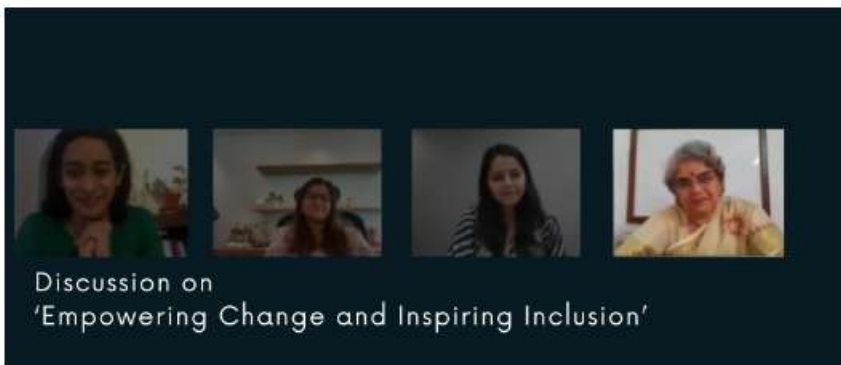 Discussion on
‘Empowering Change and Inspiring Inclusion’